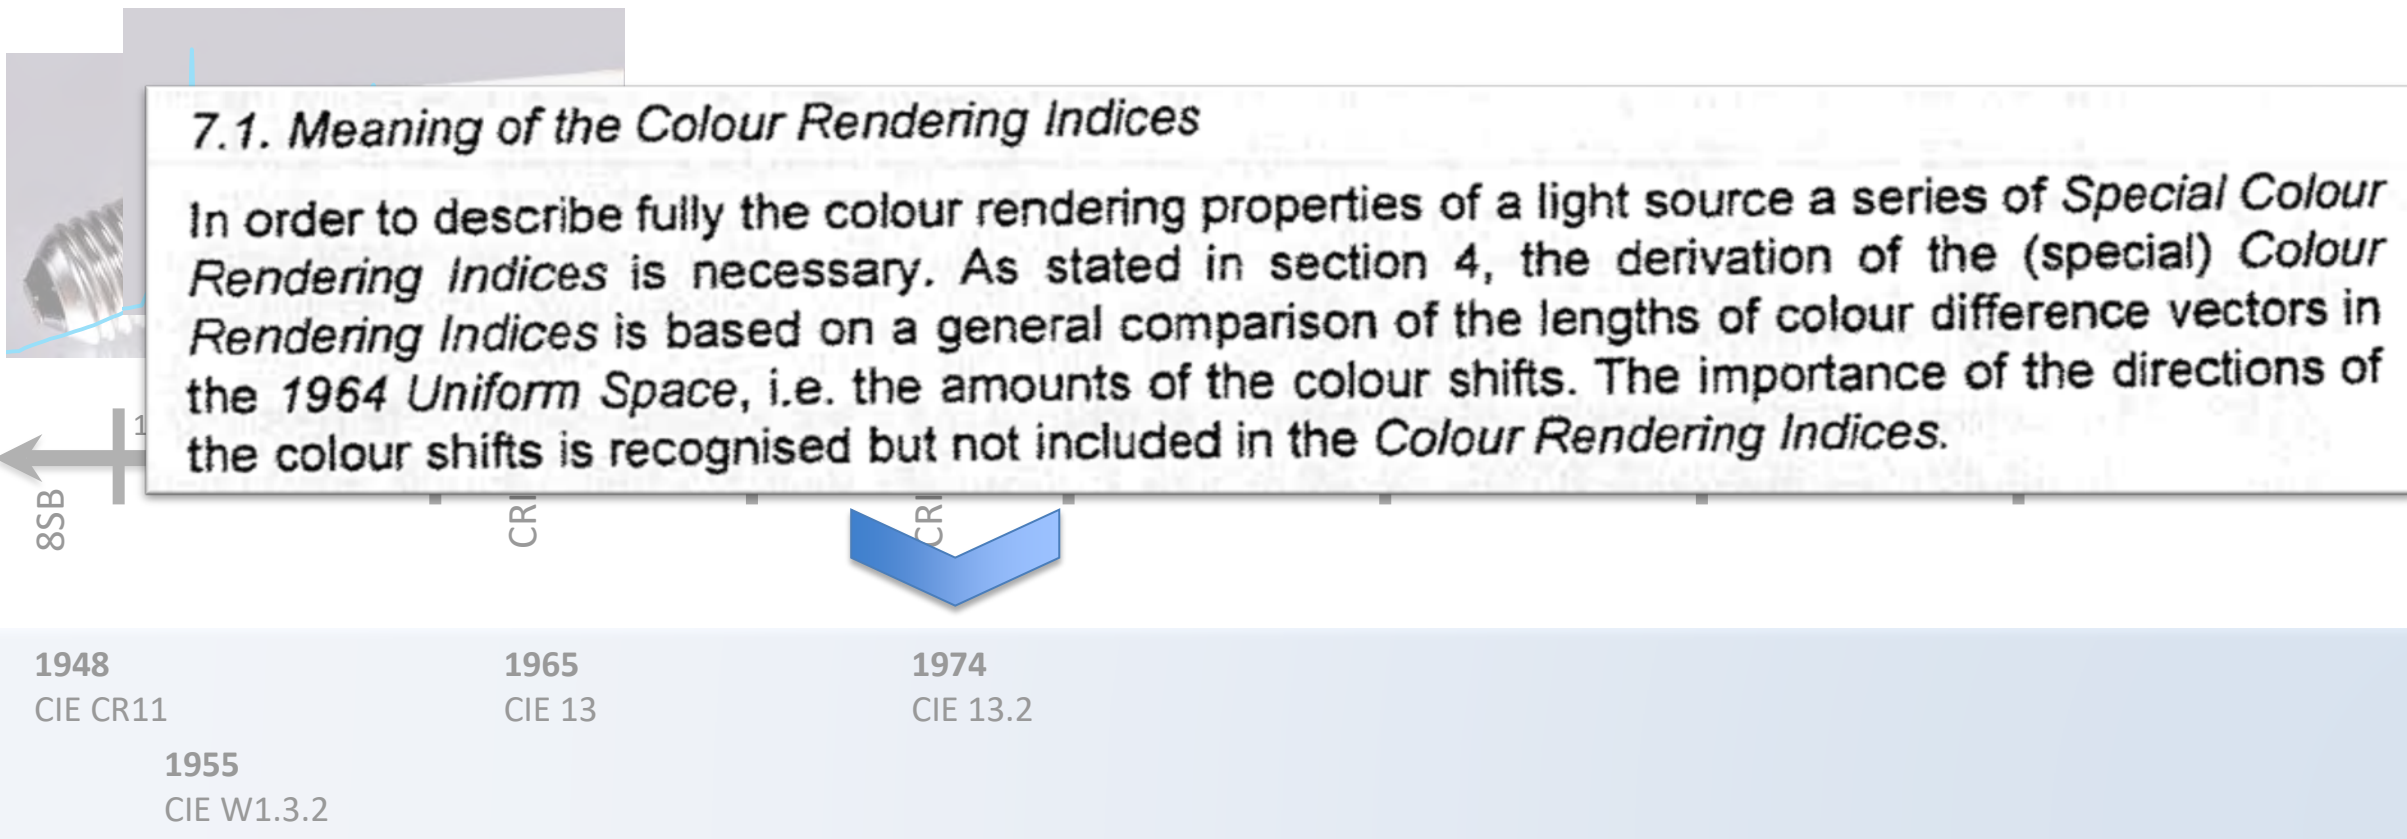 7.1. Meaning of the Colour Rendering Indices
In order to describe fully the colour rendering properties of a light source a series of Special Colour
Rendering Indices is necessary. As stated in section 4, the derivation of the (special) Colour
Rendering Indices is based on a general comparison of the lengths of colour difference vectors in
the 1964 Uniform Space, i.e. the amounts of the colour shifts. The importance of the directions of
the colour shifts is recognised but not included in the Colour Rendering Indices.
1
8SB
CRI
CRI
1948
CIE CR11
1965
CIE 13
1974
CIE 13.2
1955
CIE W1.3.2